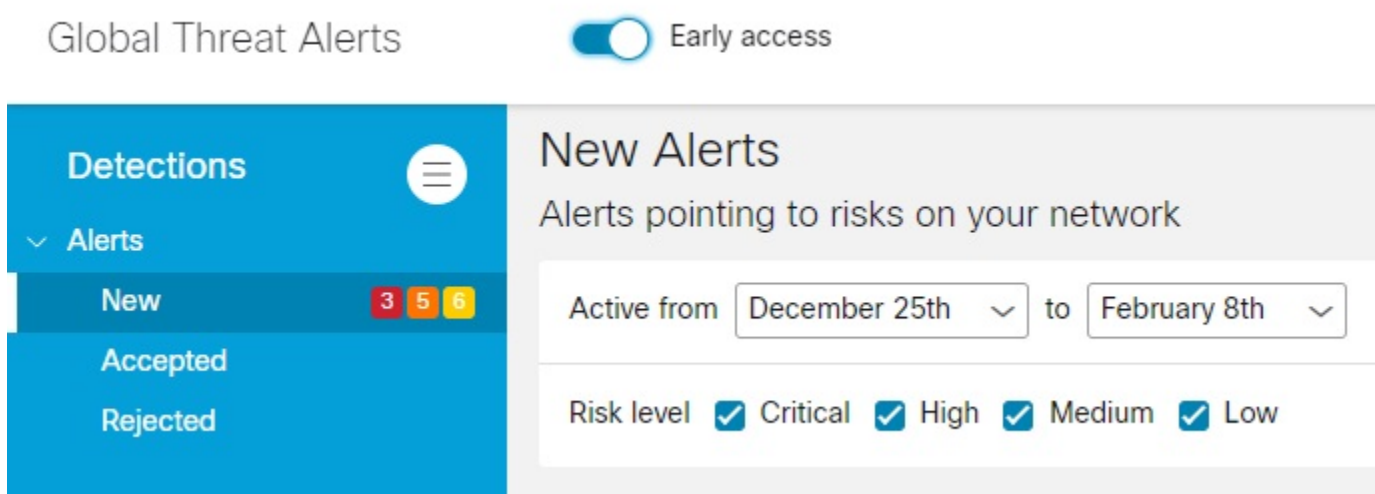 Global Threat Alerts Early access
Detections
Alerts
New 3 5 6
Accepted
Rejected
New Alerts
Alerts pointing to risks on your network
Active from December 25th to February 8th
Risk level Critical High Medium Low